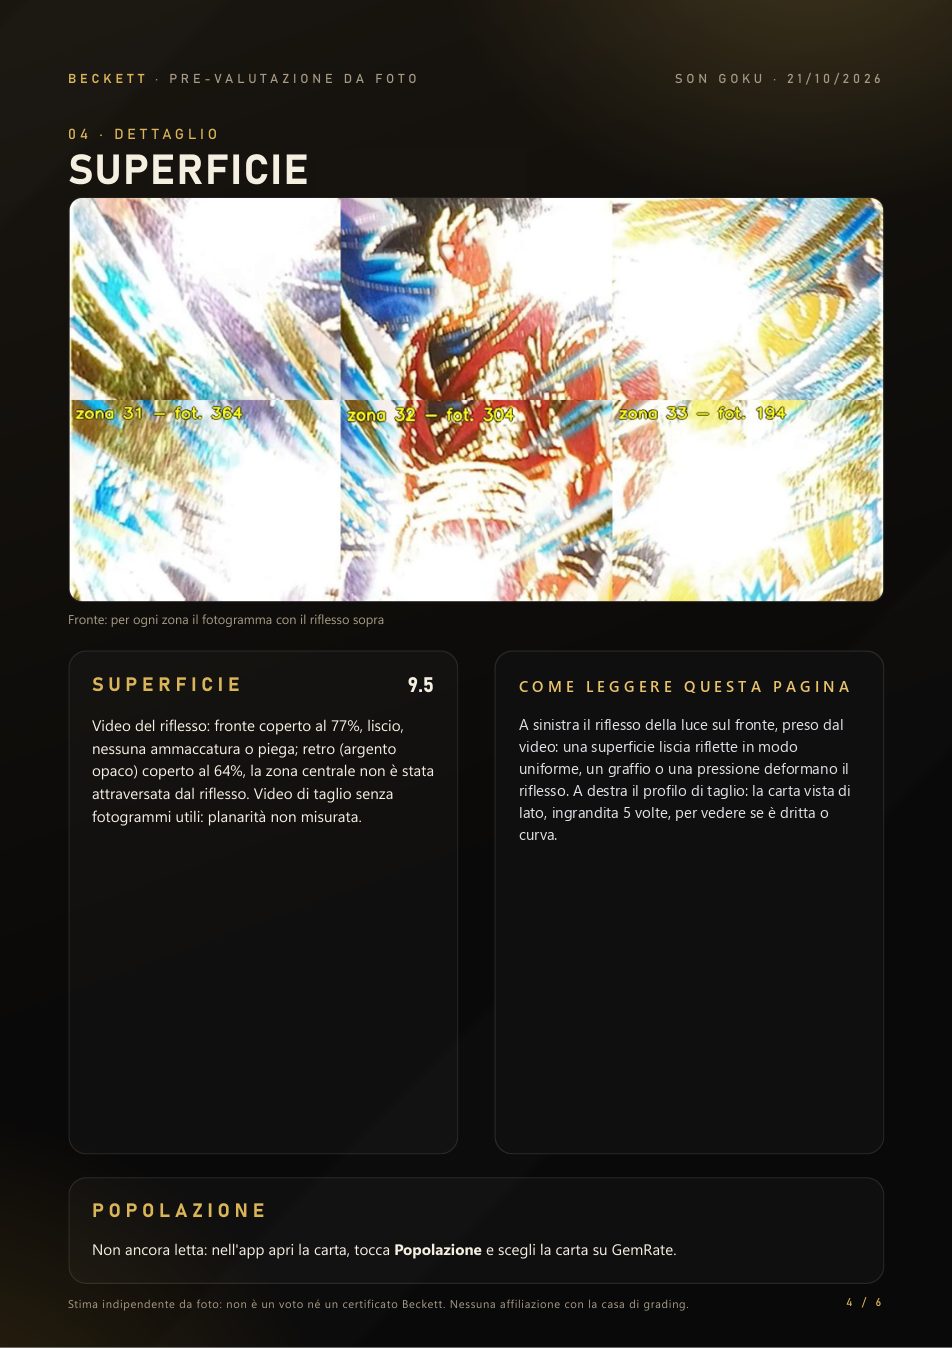 BECKETT · PRE-VALUTAZIONE DA FOTO
SON GOKU · 21/10/2026
04 · DETTAGLIO
SUPERFICIE
zona 31 - fot. 364
zona 32 - fot. 304
zona 33 - fot. 194
Fronte: per ogni zona il fotogramma con il riflesso sopra
SUPERFICIE 9.5
Video del riflesso: fronte coperto al 77%, liscio,
nessuna ammaccatura o piega; retro (argento
opaco) coperto al 64%, la zona centrale non è stata
attraversata dal riflesso. Video di taglio senza
fotogrammi utili: planarità non misurata.
COME LEGGERE QUESTA PAGINA
A sinistra il riflesso della luce sul fronte, preso dal
video: una superficie liscia riflette in modo
uniforme, un graffio o una pressione deformano il
riflesso. A destra il profilo di taglio: la carta vista di
lato, ingrandita 5 volte, per vedere se è dritta o
curva.
POPOLAZIONE
Non ancora letta: nell'app apri la carta, tocca Popolazione e scegli la carta su GemRate.
Stima indipendente da foto: non è un voto né un certificato Beckett. Nessuna affiliazione con la casa di grading.
4 / 6